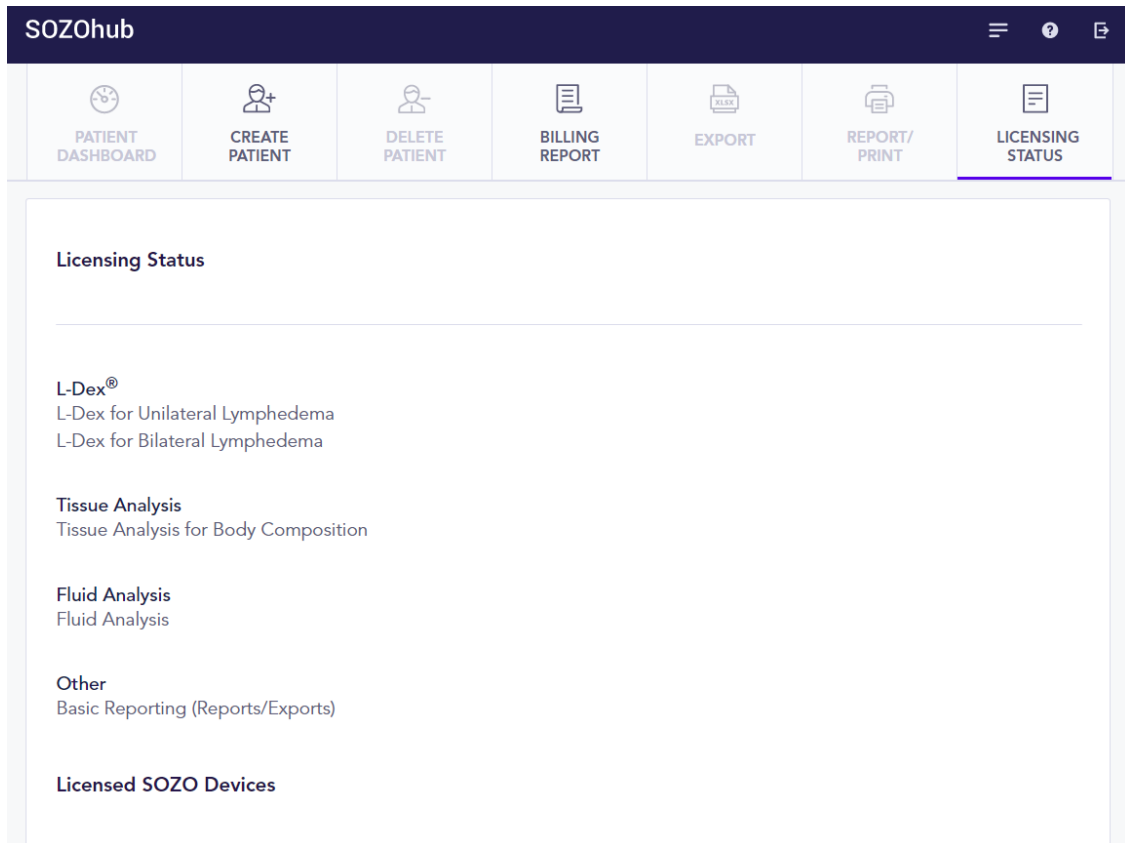 SOZOhub
?
PATIENT
DASHBOARD
CREATE
PATIENT
DELETE
PATIENT
BILLING
REPORT
XLSX
EXPORT
REPORT/
PRINT
LICENSING
STATUS
Licensing Status
L-Dex®
L-Dex for Unilateral Lymphedema
L-Dex for Bilateral Lymphedema
Tissue Analysis
Tissue Analysis for Body Composition
Fluid Analysis
Fluid Analysis
Other
Basic Reporting (Reports/Exports)
Licensed SOZO Devices